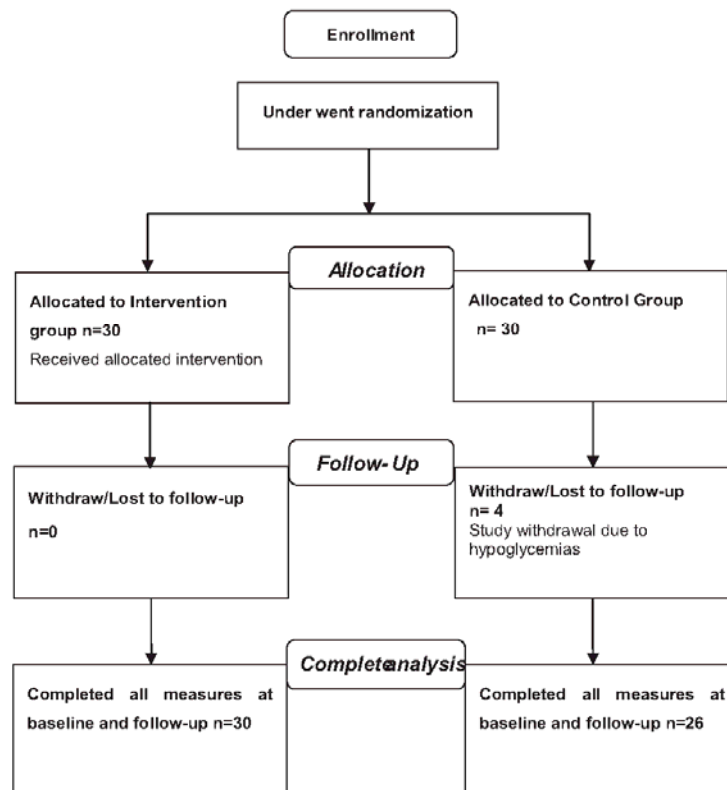 Enrollment
Under went randomization
Allocation
Allocated to Intervention
group n=30
Received allocated intervention
Allocated to Control Group
n= 30
Follow-Up
Withdraw/Lost to follow-up
n=0
Withdraw/Lost to follow-up
n= 4
Study withdrawal due to
hypoglycemias
Complete analysis
Completed all measures at
baseline and follow-up n=30
Completed all measures at
baseline and follow-up n=26